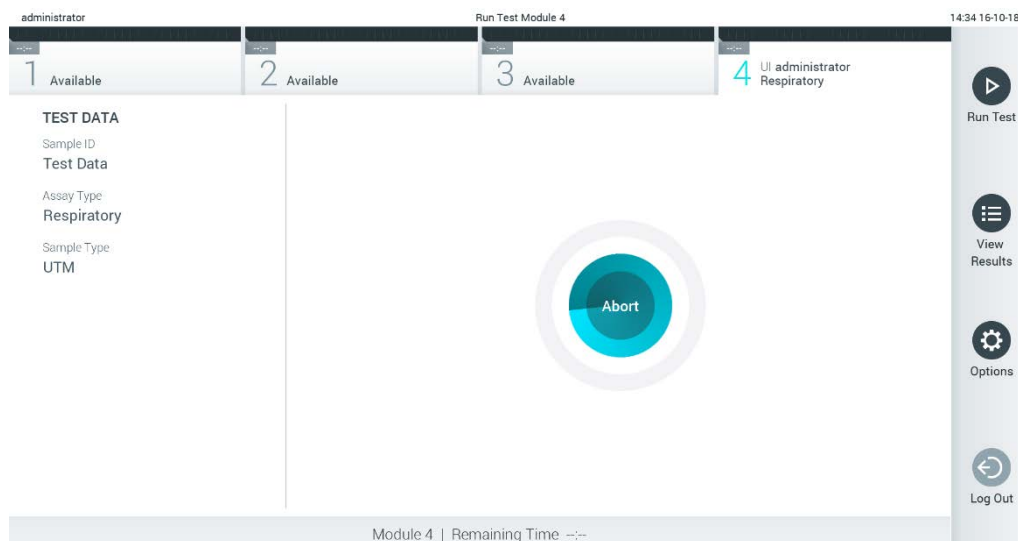 administrator
Run Test Module 4
14:34 16-10-18
--:--
--:--
--:--
--:--
1 Available
2 Available
3 Available
4 UI administrator
Respiratory
TEST DATA
Sample ID
Test Data
Assay Type
Respiratory
Sample Type
UTM
Abort
Run Test
View
Results
Options
Log Out
Module 4 | Remaining Time --:--